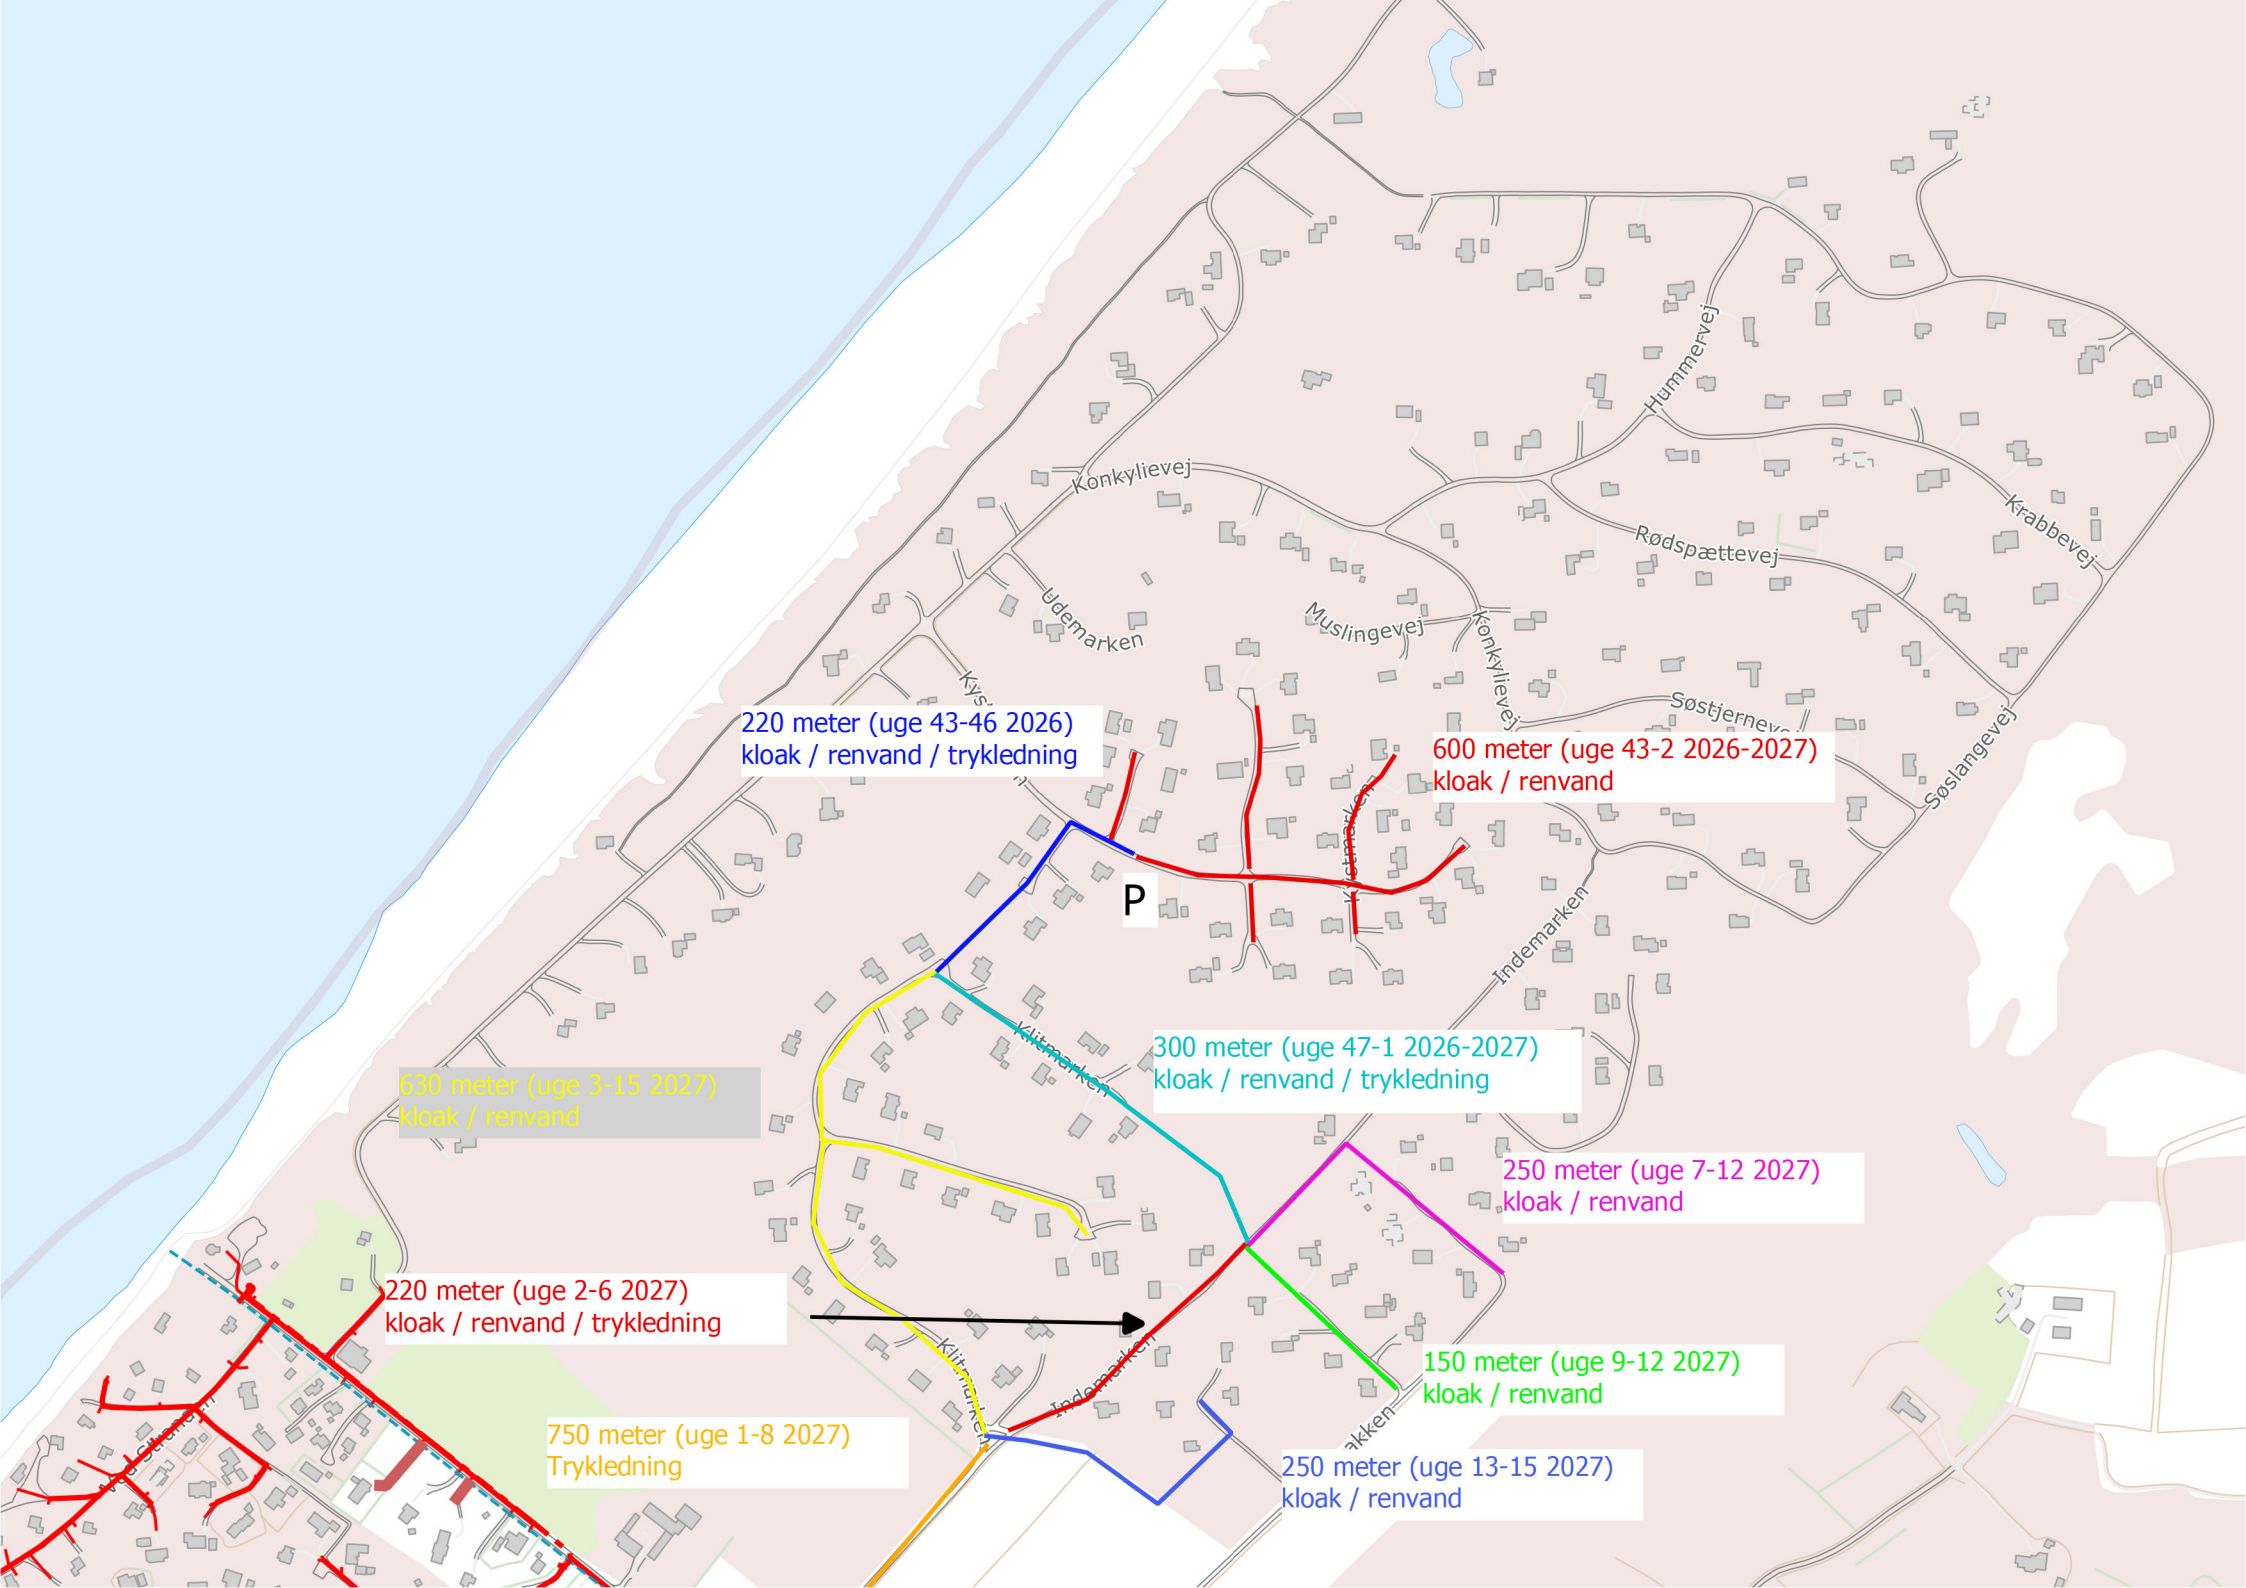 Hummervej
Konkylievej
Krabbevej
Rødspættevej
Udemarken
Muslingevej
Konkylievej
220 meter (uge 43-46 2026)
kloak / renvand / trykledning
600 meter (uge 43-2 2026-2027)
kloak / renvand
Søslangevej
Kystmarken
P
Indemarken
Klitmarken
300 meter (uge 47-1 2026-2027)
kloak / renvand / trykledning
630 meter (uge 3-15 2027)
kloak / renvand
250 meter (uge 7-12 2027)
kloak / renvand
220 meter (uge 2-6 2027)
kloak / renvand / trykledning
Indemarken
Klitmarken
150 meter (uge 9-12 2027)
kloak / renvand
Ved Stranden
750 meter (uge 1-8 2027)
Trykledning
akken
250 meter (uge 13-15 2027)
kloak / renvand